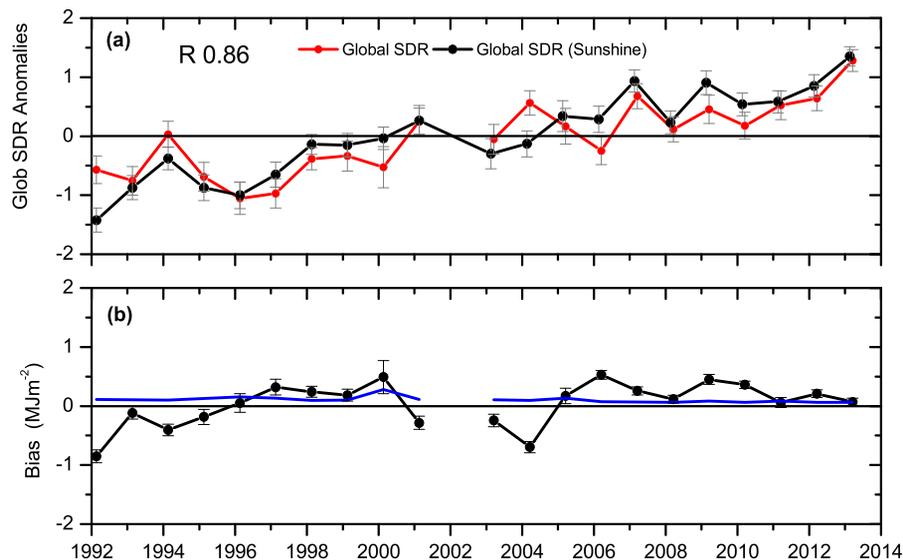 (a)
R 0.86
Global SDR
Global SDR (Sunshine)
Glob SDR Anomalies
2
1
0
-1
-2
(b)
Bias (MJm-2)
2
1
0
-1
-2
1992 1994 1996 1998 2000 2002 2004 2006 2008 2010 2012 2014